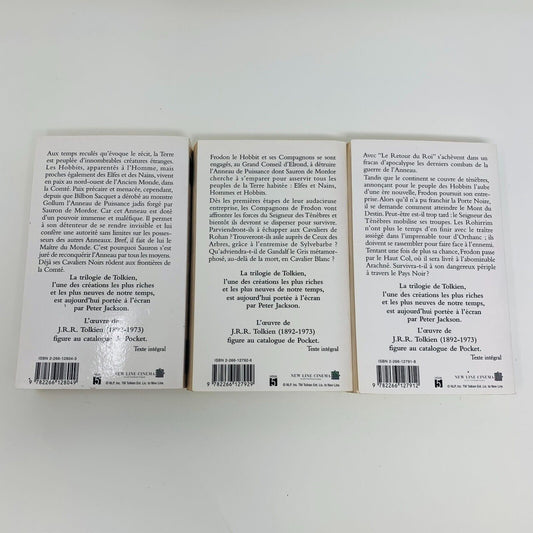 Aux temps reculés qu'évoque le récit, la Terre
est peuplée d'innombrables créatures étranges.
Les Hobbits, apparentés à l'Homme, mais
proches également des Elfes et des Nains, vivent
en paix au nord-ouest de l'Ancien Monde, dans
la Comté. Paix précaire et menacée, cependant,
depuis que Bilbon Sacquet a dérobé au monstre
Gollum l'Anneau de Puissance jadis forgé par
Sauron de Mordor. Car cet Anneau est doté
d'un pouvoir immense et maléfique. Il permet
à son détenteur de se rendre invisible et lui
confère une autorité sans limites sur les posses-
seurs des autres Anneaux. Bref, il fait de lui le
Maître du Monde. C'est pourquoi Sauron s'est
juré de reconquérir l'Anneau par tous les moyens.
Déjà ses Cavaliers Noirs rôdent aux frontières de
la Comté.
La trilogie de Tolkien,
l'une des créations les plus riches
et les plus neuves de notre temps,
est aujourd'hui portée à l'écran
par Peter Jackson.
L'œuvre de
J.R.R. Tolkien (1892-1973)
figure au catalogue de Pocket.
Texte intégral
ISBN 2-266-12804-9
9 782266 128049
NEW LINE CINEMA
Frodon le Hobbit et ses Compagnons se sont
engagés, au Grand Conseil d'Elrond, à détruire
l'Anneau de Puissance dont Sauron de Mordor
cherche à s'emparer pour asservir tous les
peuples de la Terre habitée : Elfes et Nains,
Hommes et Hobbits.
Dès les premières étapes de leur audacieuse
entreprise, les Compagnons de Frodon vont
affronter les forces du Seigneur des Ténèbres et
bientôt ils devront se disperser pour survivre.
Parviendront-ils à échapper aux Cavaliers de
Rohan ? Trouveront-ils asile auprès de Ceux des
Arbres, grâce à l'entremise de Sylvebarbe ?
Qu'adviendra-t-il de Gandalf le Gris métamor-
phosé, au-delà de la mort, en Cavalier Blanc ?
La trilogie de Tolkien,
l'une des créations les plus riches
et les plus neuves de notre temps,
est aujourd'hui portée à l'écran
par Peter Jackson.
L'œuvre de
J.R.R. Tolkien (1892-1973)
figure au catalogue de Pocket.
Texte intégral
ISBN 2-266-12792-6
9 782266 127929
NEW LINE CINEMA
Avec "Le Retour du Roi" s'achèvent dans un
fracas d'apocalypse les derniers combats de la
guerre de l'Anneau.
Tandis que le continent se couvre de ténèbres,
annonçant pour le peuple des Hobbits l'aube
d'une ère nouvelle, Frodon poursuit son entre-
prise. Alors qu'il n'a pu franchir la Porte Noire,
il se demande comment atteindre le Mont du
Destin. Peut-être est-il trop tard : le Seigneur des
Ténèbres mobilise ses troupes. Les Rohirrim
n'ont plus le temps d'en finir avec le traître
assiégé dans l'imprenable tour d'Orthanc ; ils
doivent se rassembler pour faire face à l'ennemi.
Tentant une fois de plus sa chance, Frodon passe
par le Haut Col, où il sera livré à l'abominable
Arachné. Survivra-t-il à son dangereux périple
à travers le Pays Noir ?
La trilogie de Tolkien,
l'une des créations les plus riches
et les plus neuves de notre temps,
est aujourd'hui portée à l'écran
par Peter Jackson.
L'œuvre de
J.R.R. Tolkien (1892-1973)
figure au catalogue de Pocket.
Texte intégral
ISBN 2-266-12791-8
9 782266 127912
NEW LINE CINEMA